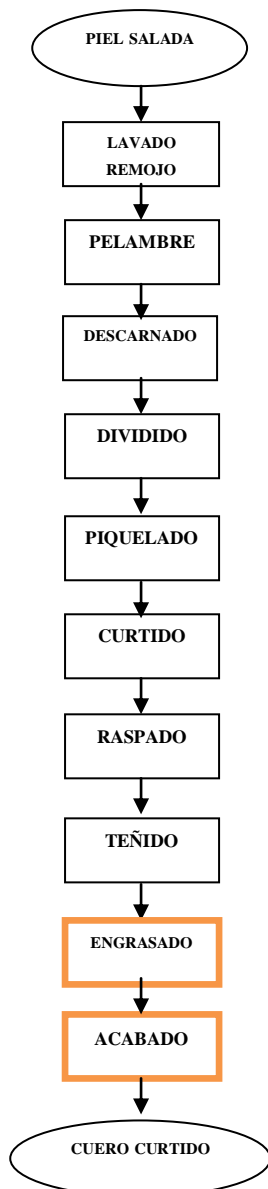 PIEL SALADA
LAVADO
REMOJO
PELAMBRE
DESCARNADO
DIVIDIDO
PIQUELADO
CURTIDO
RASPADO
TEÑIDO
ENGRASADO
ACABADO
CUERO CURTIDO